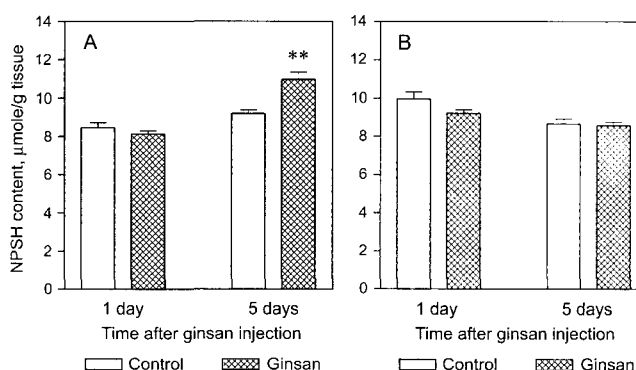 NPSH content, µmole/g tissue
14
12
10
8
6
4
2
0
A
**
1 day
5 days
Time after ginsan injection
Control
Ginsan
14
12
10
8
6
4
2
0
B
1 day
5 days
Time after ginsan injection
Control
Ginsan